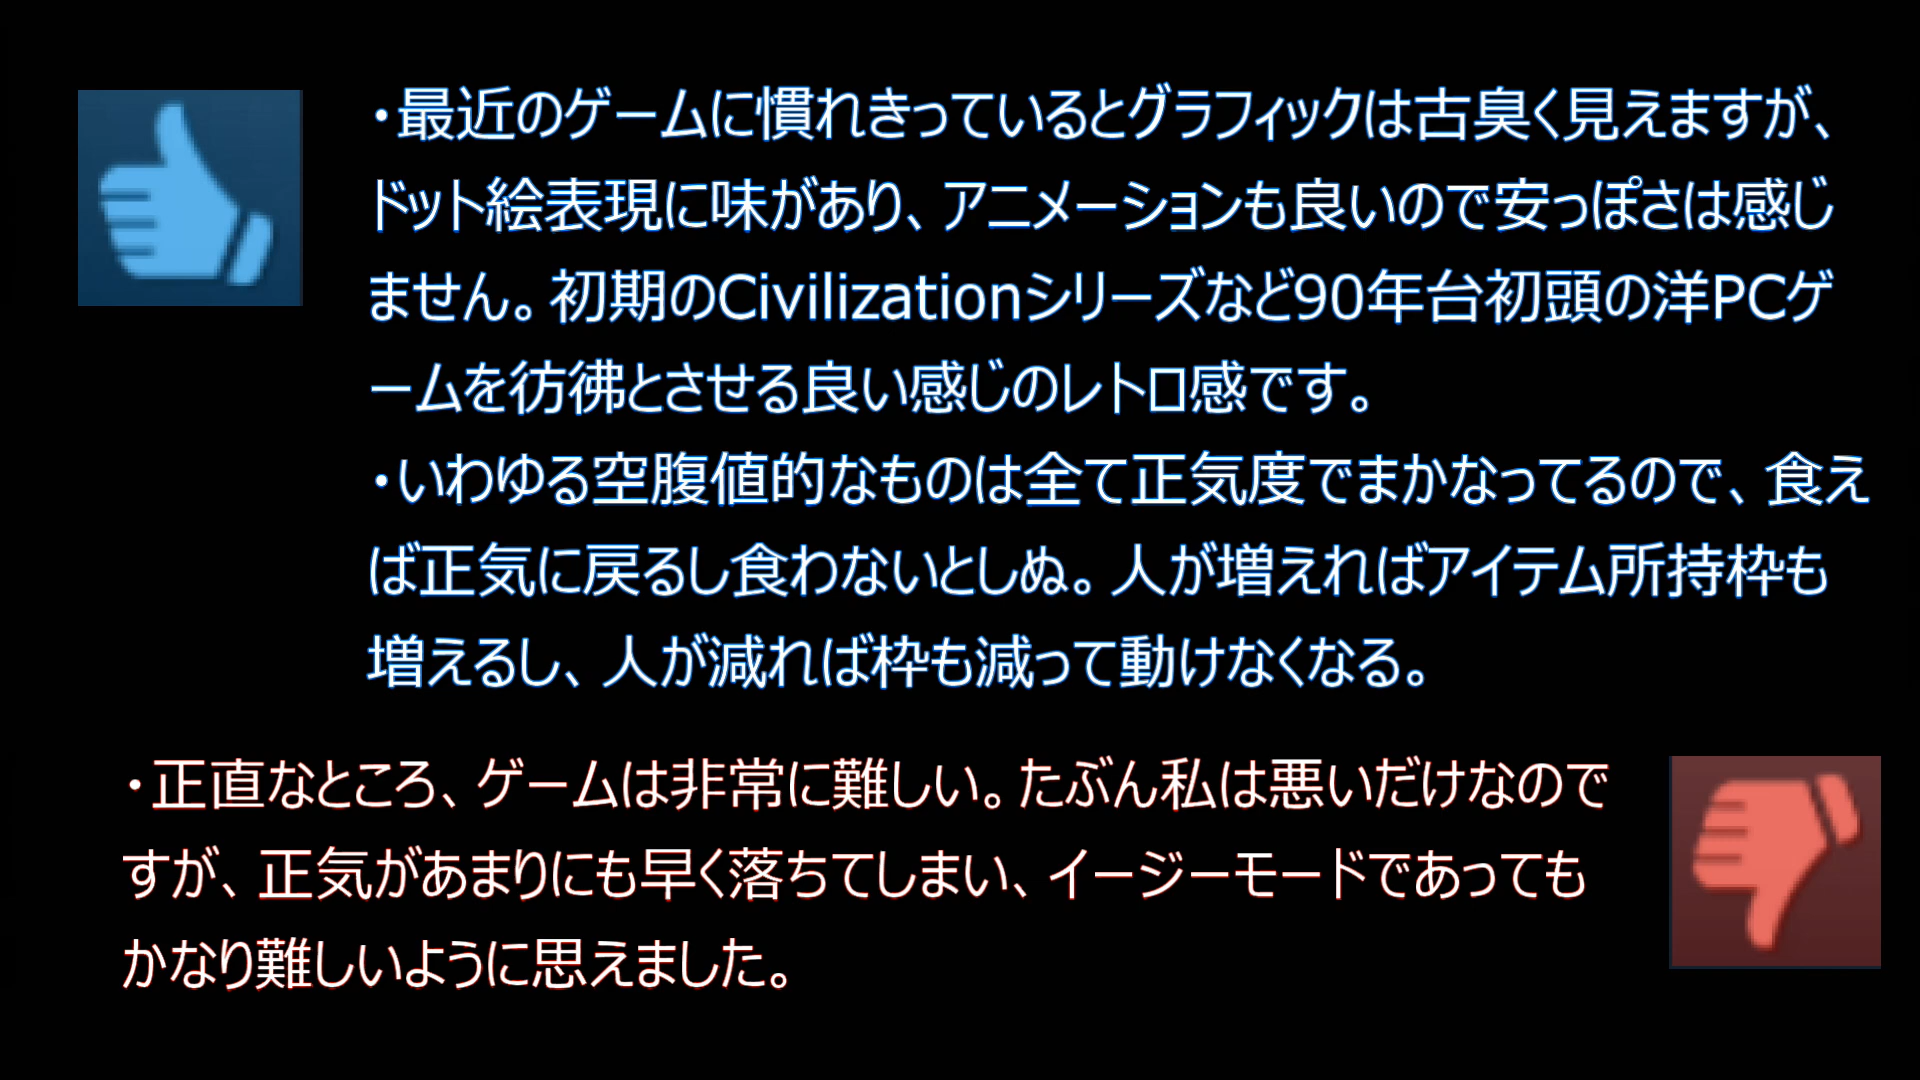 ・最近のゲームに慣れきっているとグラフィックは古臭く見えますが、
ドット絵表現に味があり、アニメーションも良いので安っぽさは感じ
ません。初期のCivilizationシリーズなど90年台初頭の洋PCゲ
ームを彷彿とさせる良い感じのレトロ感です。
・いわゆる空腹値的なものは全て正気度でまかなってるので、食え
ば正気に戻るし食わないとしぬ。人が増えればアイテム所持枠も
増えるし、人が減れば枠も減って動けなくなる。
・正直なところ、ゲームは非常に難しい。たぶん私は悪いだけなので
すが、正気があまりにも早く落ちてしまい、イージーモードであっても
かなり難しいように思えました。